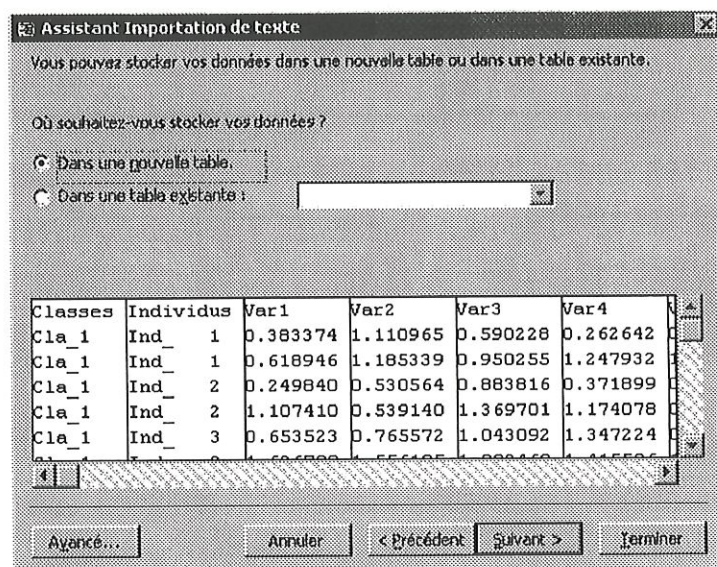 Assistant Importation de texte
Vous pouvez stocker vos données dans une nouvelle table ou dans une table existante.
Où souhaitez-vous stocker vos données ?
Dans une nouvelle table.
Dans une table existante :
Classes Individus Var1 Var2 Var3 Var4
Cla_1 Ind_ 1 0.383374 1.110965 0.590228 0.262642
Cla_1 Ind_ 1 0.618946 1.185339 0.950255 1.247932
Cla_1 Ind_ 2 0.249840 0.530564 0.883816 0.371899
Cla_1 Ind_ 2 1.107410 0.539140 1.369701 1.174078
Cla_1 Ind_ 3 0.653523 0.765572 1.043092 1.347224
Avancé... Annuler < Précédent Suivant > Terminer